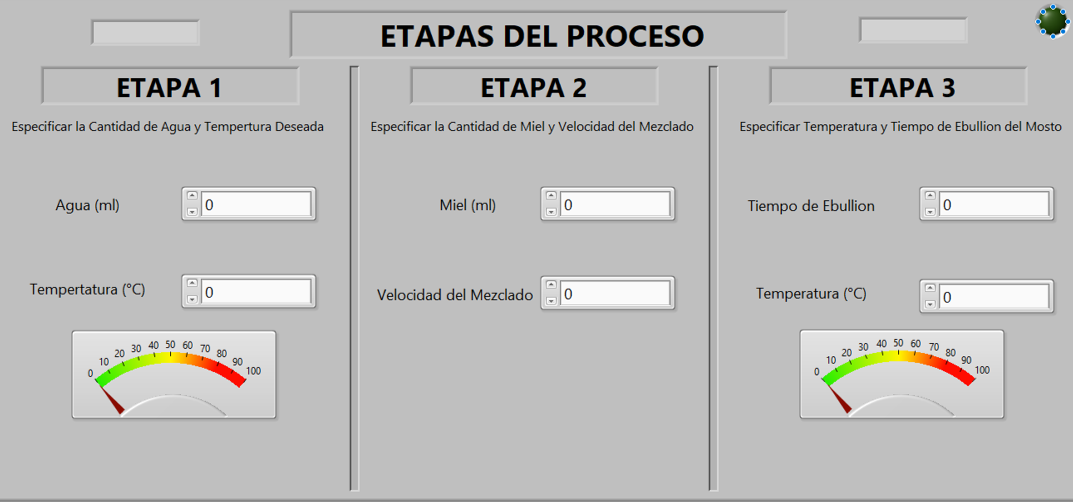 ETAPAS DEL PROCESO
ETAPA 1
Especificar la Cantidad de Agua y Tempertura Deseada
Agua (ml)
0
Tempertatura (°C)
0
0 10 20 30 40 50 60 70 80 90 100
ETAPA 2
Especificar la Cantidad de Miel y Velocidad del Mezclado
Miel (ml)
0
Velocidad del Mezclado
0
ETAPA 3
Especificar Temperatura y Tiempo de Ebullion del Mosto
Tiempo de Ebullion
0
Temperatura (°C)
0
0 10 20 30 40 50 60 70 80 90 100